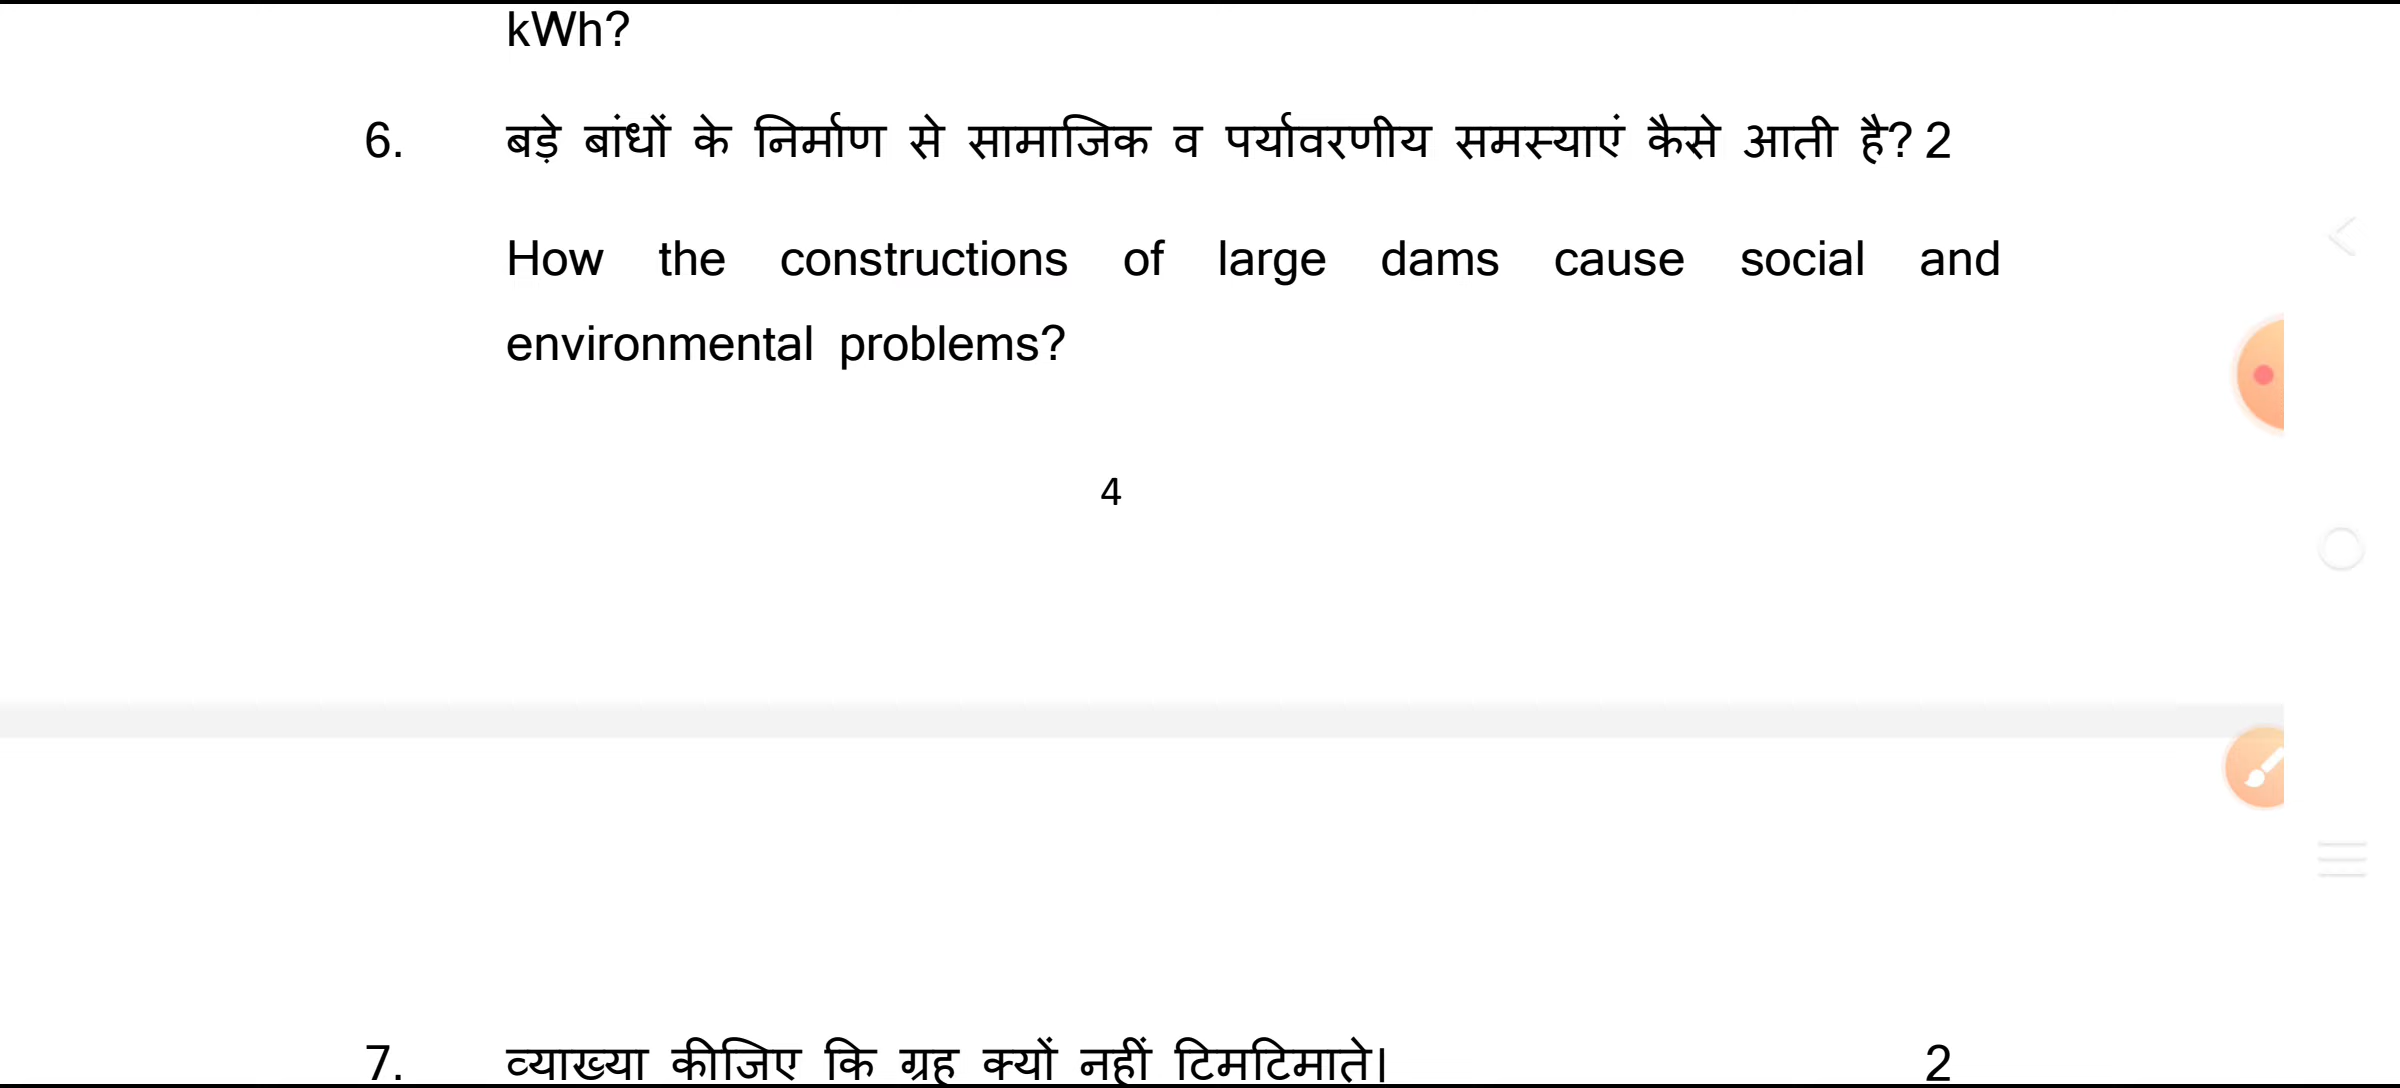 kWh?
6. बड़े बांधों के निर्माण से सामाजिक व पर्यावरणीय समस्याएं कैसे आती है? 2
How the constructions of large dams cause social and
environmental problems?
4
7. व्याख्या कीजिए कि ग्रह क्यों नहीं टिमटिमाते। 2